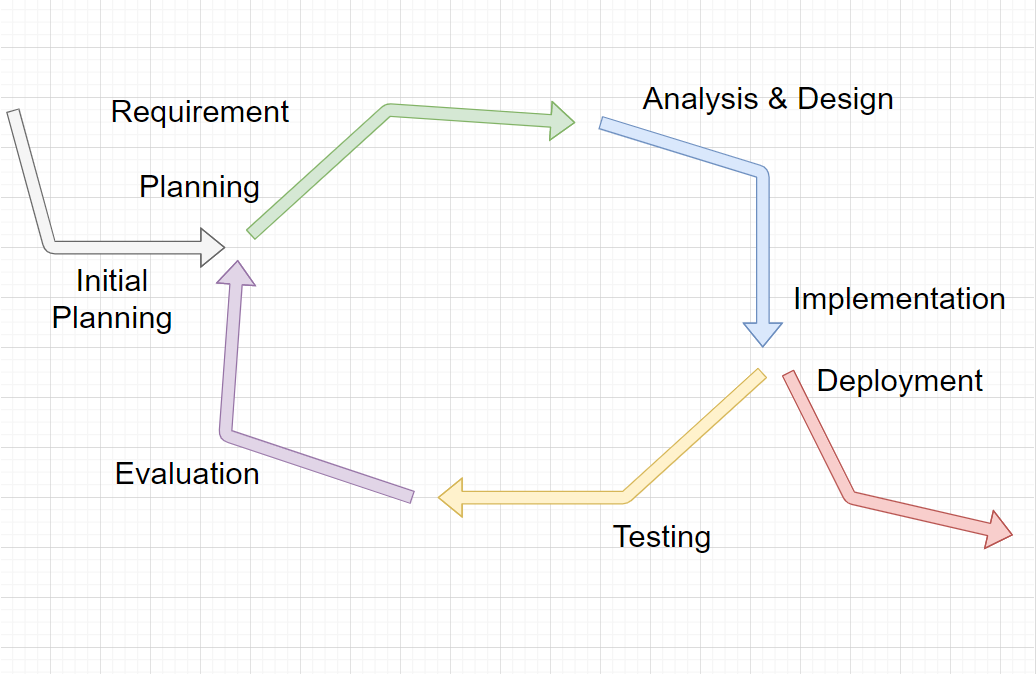 Requirement
Analysis & Design
Planning
Initial
Planning
Implementation
Deployment
Evaluation
Testing